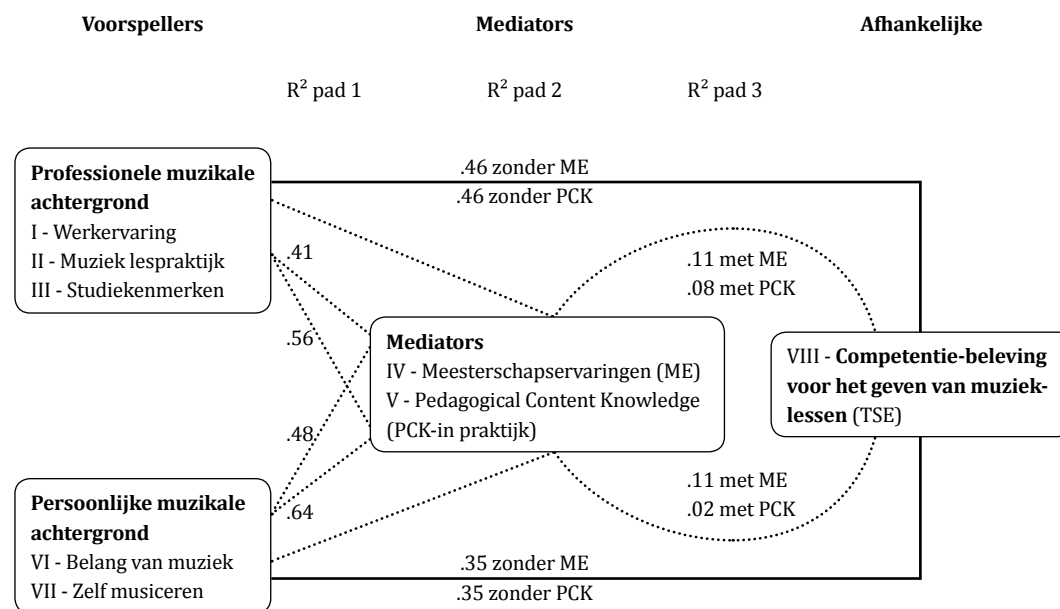 Voorspellers Mediators Afhankelijke
R² pad 1 R² pad 2 R² pad 3
.46 zonder ME
.46 zonder PCK
Professionele muzikale
achtergrond
I - Werkervaring
II - Muziek lespraktijk
III - Studiekenmerken
.41
.56
.48
.64
.11 met ME
.08 met PCK
Mediators
IV - Meesterschapservaringen (ME)
V - Pedagogical Content Knowledge
(PCK-in praktijk)
VIII - Competentie-beleving
voor het geven van muziek-
lessen (TSE)
.11 met ME
.02 met PCK
Persoonlijke muzikale
achtergrond
VI - Belang van muziek
VII - Zelf musiceren
.35 zonder ME
.35 zonder PCK